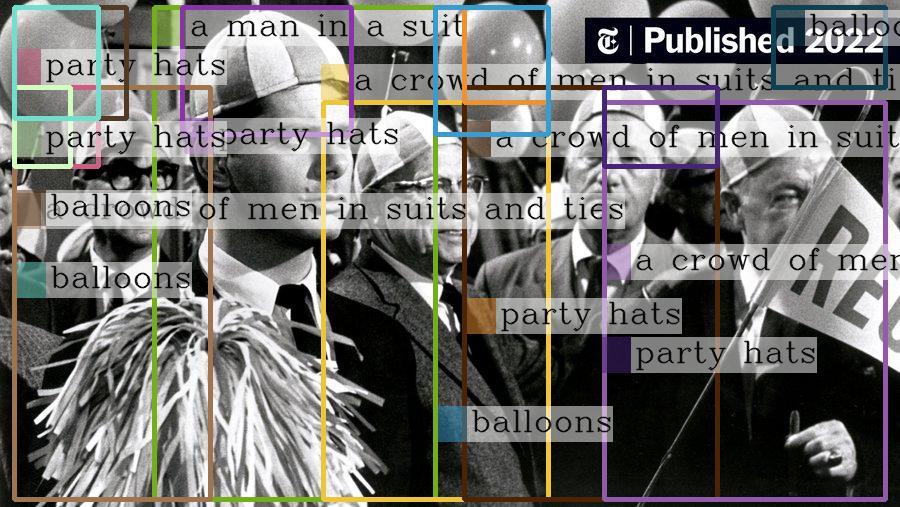 a man in a suit
balloo
Published 2022
party hats
a crowd of men in suits and ti
party hats
party hats
a crowd of men in suit
balloons
a crowd of men in suits and ties
a crowd of men
RE
balloons
party hats
party hats
balloons